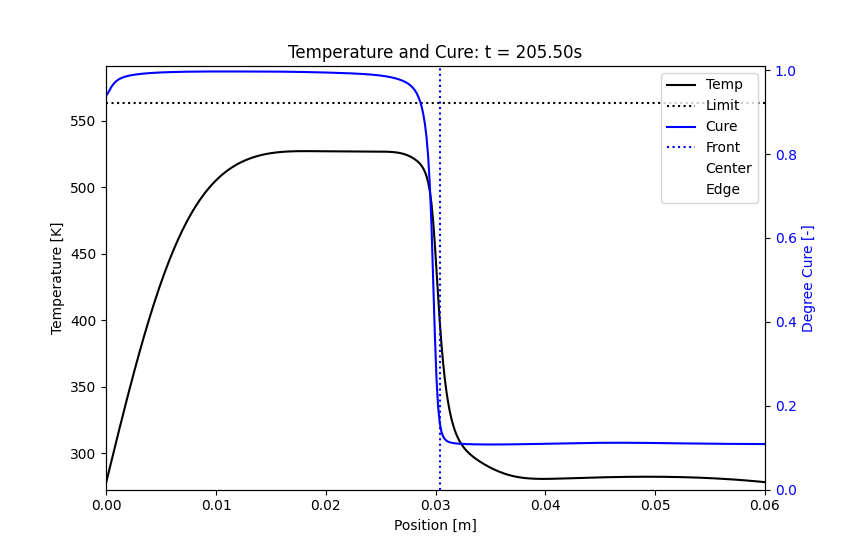 Temperature and Cure: t = 205.50s
Temp
Limit
Cure
Front
Center
Edge
Temperature [K]
550
500
450
400
350
300
Degree Cure [-]
1.0
0.8
0.6
0.4
0.2
0.0
0.00 0.01 0.02 0.03 0.04 0.05 0.06
Position [m]